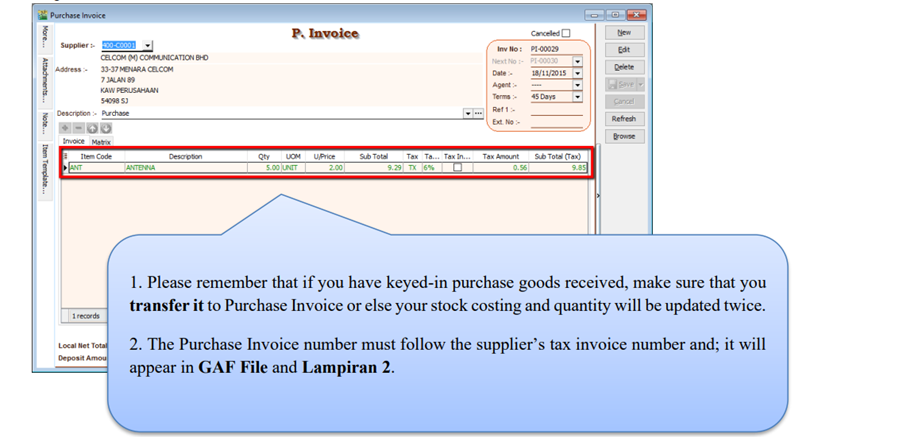 Purchase Invoice
More...
Attachments...
Note...
Item Template...
P. Invoice
Cancelled
Supplier :- 400-C0001
CELCOM (M) COMMUNICATION BHD
Address :- 33-37 MENARA CELCOM
7 JALAN 89
KAW PERUSAHAAN
54098 SJ
Description :- Purchase
Inv No : PI-00029
Next No :- PI-00030
Date :- 18/11/2015
Agent :- ----
Terms :- 45 Days
Ref 1 :-
Ext. No :-
New
Edit
Delete
Save
Cancel
Refresh
Browse
Invoice Matrix
Item Code Description Qty UOM U/Price Sub Total Tax Ta... Tax In... Tax Amount Sub Total (Tax)
ANT ANTENNA 5.00 UNIT 2.00 9.29 TX 6% 0.56 9.85
1 records
Local Net Total
Deposit Amou
1. Please remember that if you have keyed-in purchase goods received, make sure that you
transfer it to Purchase Invoice or else your stock costing and quantity will be updated twice.
2. The Purchase Invoice number must follow the supplier’s tax invoice number and; it will
appear in GAF File and Lampiran 2.